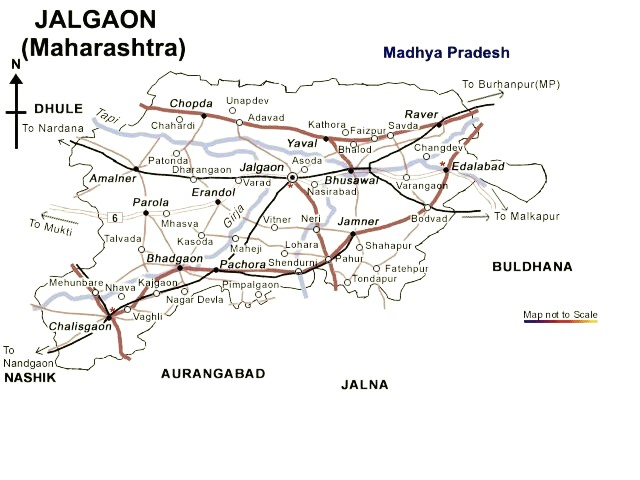 JALGAON
(Maharashtra)
Madhya Pradesh
N
To Burhanpur(MP)
DHULE
Tapi
Chopda
Unapdev
Raver
Chahardi
Adavad
Kathora
Faizpur
Savda
To Nardana
Yaval
Bhalod
Changdev
Patonda
Asoda
Jalgaon
Edalabad
Dharangaon
Amalner
Varad
Bhusawal
Varangaon
Nasirabad
Parola
Erandol
Girja
To Mukti
6
Mhasva
Vitner
Neri
Jamner
Bodvad
To Malkapur
Talvada
Kasoda
Maheji
Lohara
Shahapur
Bhadgaon
Pachora
Shendurni
Pahur
Fatehpur
BULDHANA
Mehunbare
Nhava
Kajgaon
Pimpalgaon
Tondapur
Nagar Devla
Vaghli
Chalisgaon
Map not to Scale
To
Nandgaon
NASHIK
AURANGABAD
JALNA